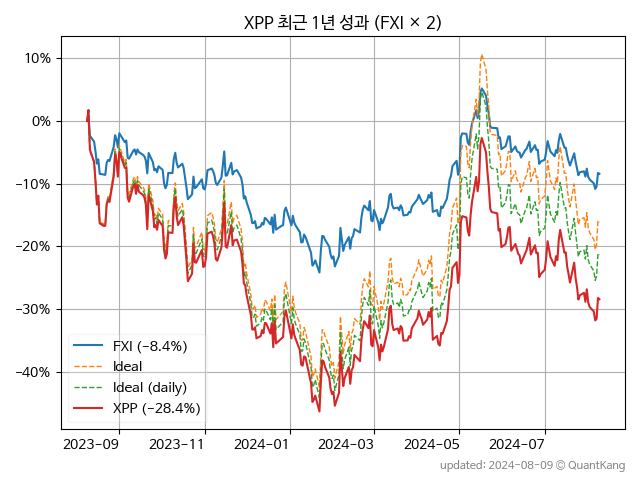 XPP 최근 1년 성과 (FXI × 2)
10%
0%
−10%
−20%
−30%
−40%
FXI (−8.4%)
Ideal
Ideal (daily)
XPP (−28.4%)
2023-09 2023-11 2024-01 2024-03 2024-05 2024-07
updated: 2024-08-09 © QuantKang